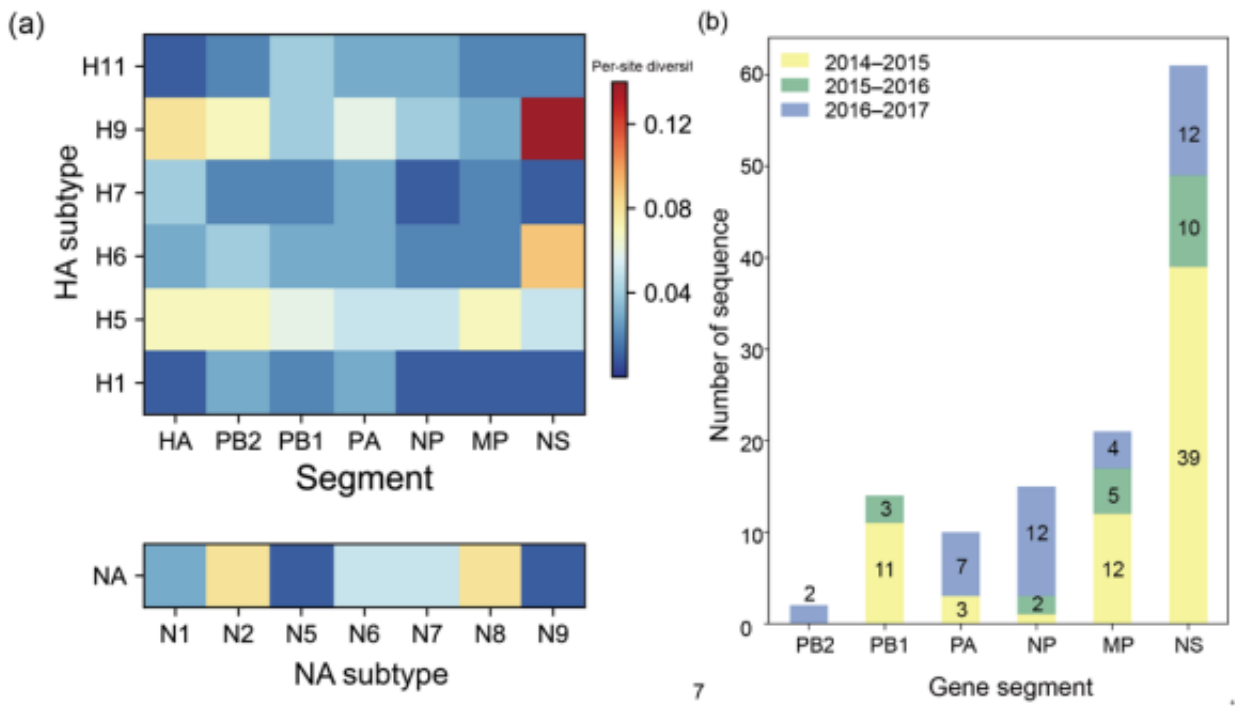 (a)
HA subtype
H11
H9
H7
H6
H5
H1
HA PB2 PB1 PA NP MP NS
Segment
Per-site diversit
0.12
0.08
0.04
NA
N1 N2 N5 N6 N7 N8 N9
NA subtype
(b)
2014–2015
2015–2016
2016–2017
Number of sequence
60
50
40
30
20
10
0
2
3
11
7
3
12
2
4
5
12
12
10
39
PB2 PB1 PA NP MP NS
Gene segment
7